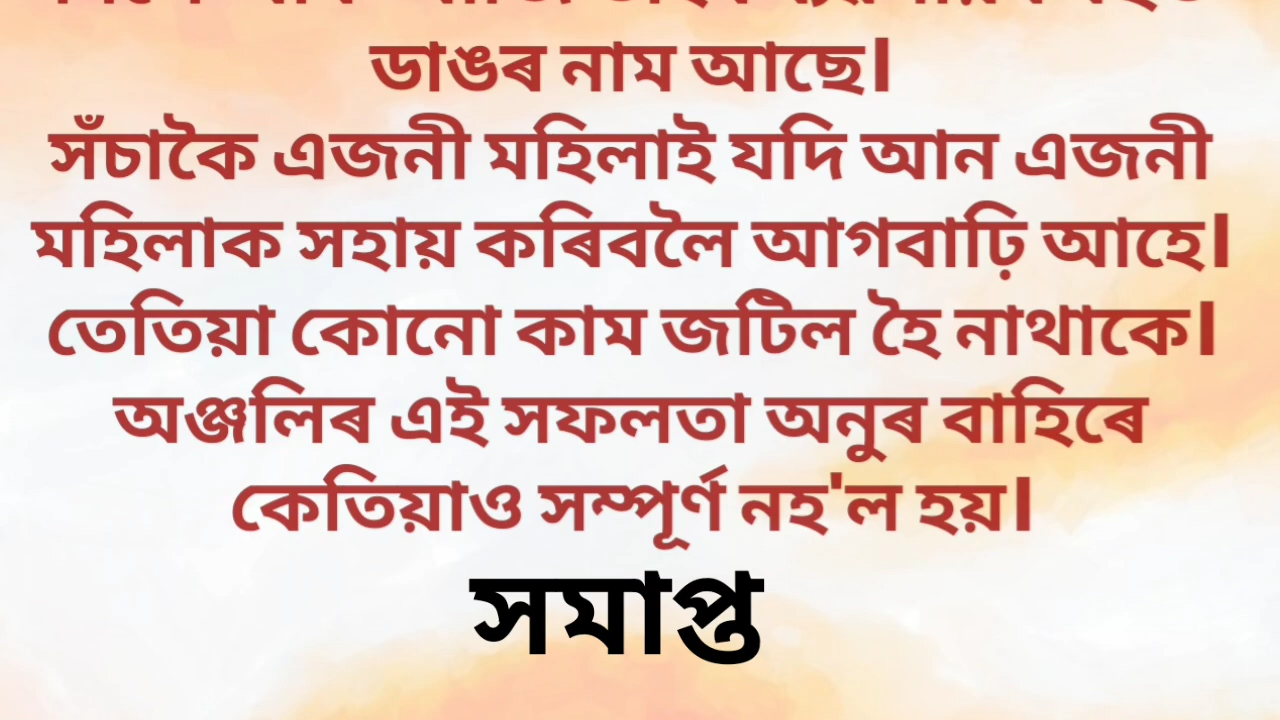 ডাঙৰ নাম আছে।
সঁচাকৈ এজনী মহিলাই যদি আন এজনী
মহিলাক সহায় কৰিবলৈ আগবাঢ়ি আহে।
তেতিয়া কোনো কাম জটিল হৈ নাথাকে।
অঞ্জলিৰ এই সফলতা অনুৰ বাহিৰে
কেতিয়াও সম্পূৰ্ণ নহ'ল হয়।
সমাপ্ত